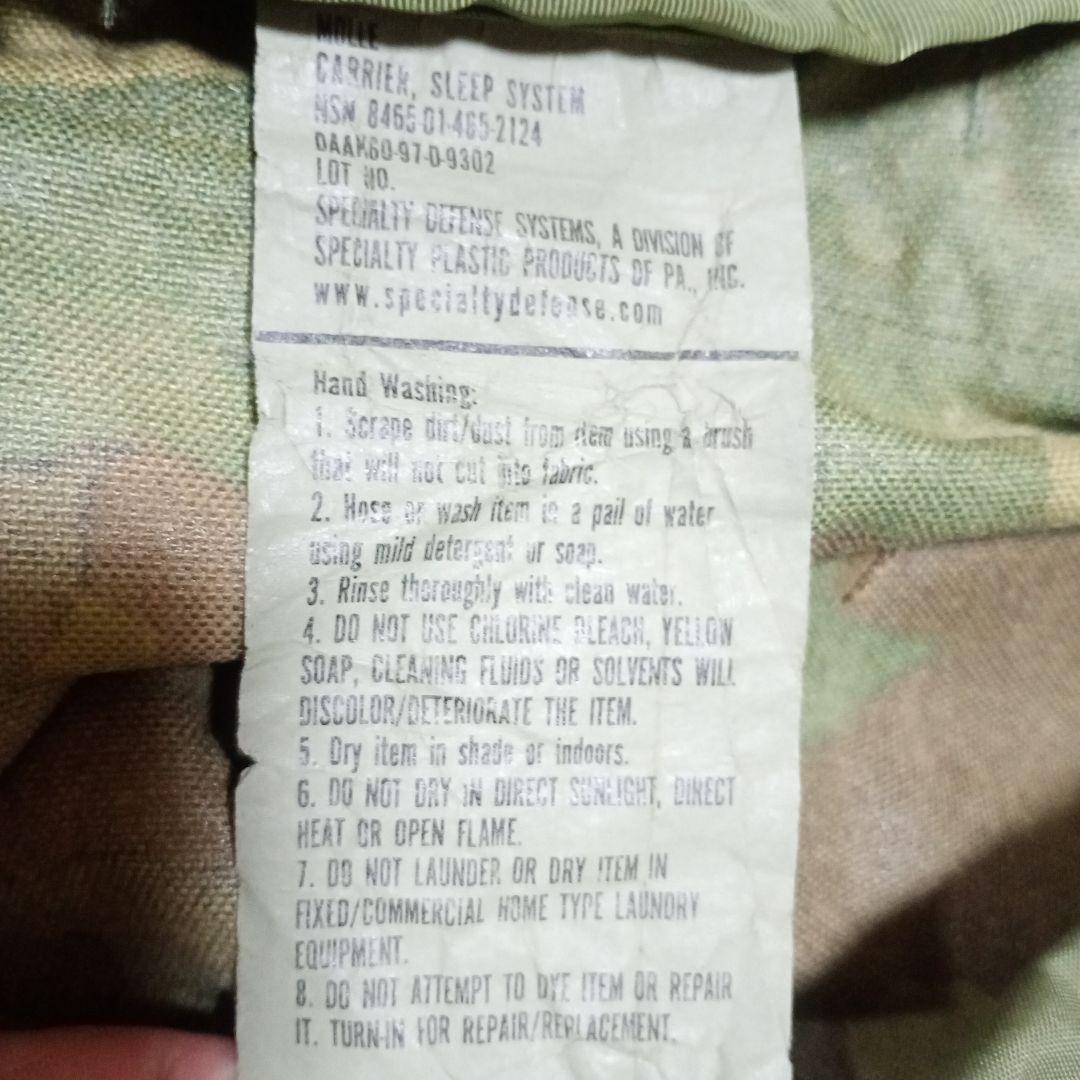 MOLLE
CARRIER, SLEEP SYSTEM
NSN 8465-01-465-2124
DAAK60-97-D-9302
LOT NO.
SPECIALTY DEFENSE SYSTEMS, A DIVISION OF
SPECIALTY PLASTIC PRODUCTS OF PA., INC.
www.specialtydefense.com
Hand Washing:
1. Scrape dirt/dust from item using a brush
that will not cut into fabric.
2. Hose or wash item in a pail of water
using mild detergent or soap.
3. Rinse thoroughly with clean water.
4. DO NOT USE CHLORINE BLEACH, YELLOW
SOAP, CLEANING FLUIDS OR SOLVENTS WILL
DISCOLOR/DETERIORATE THE ITEM.
5. Dry item in shade or indoors.
6. DO NOT DRY IN DIRECT SUNLIGHT, DIRECT
HEAT OR OPEN FLAME.
7. DO NOT LAUNDER OR DRY ITEM IN
FIXED/COMMERCIAL HOME TYPE LAUNDRY
EQUIPMENT.
8. DO NOT ATTEMPT TO DYE ITEM OR REPAIR
IT. TURN-IN FOR REPAIR/REPLACEMENT.